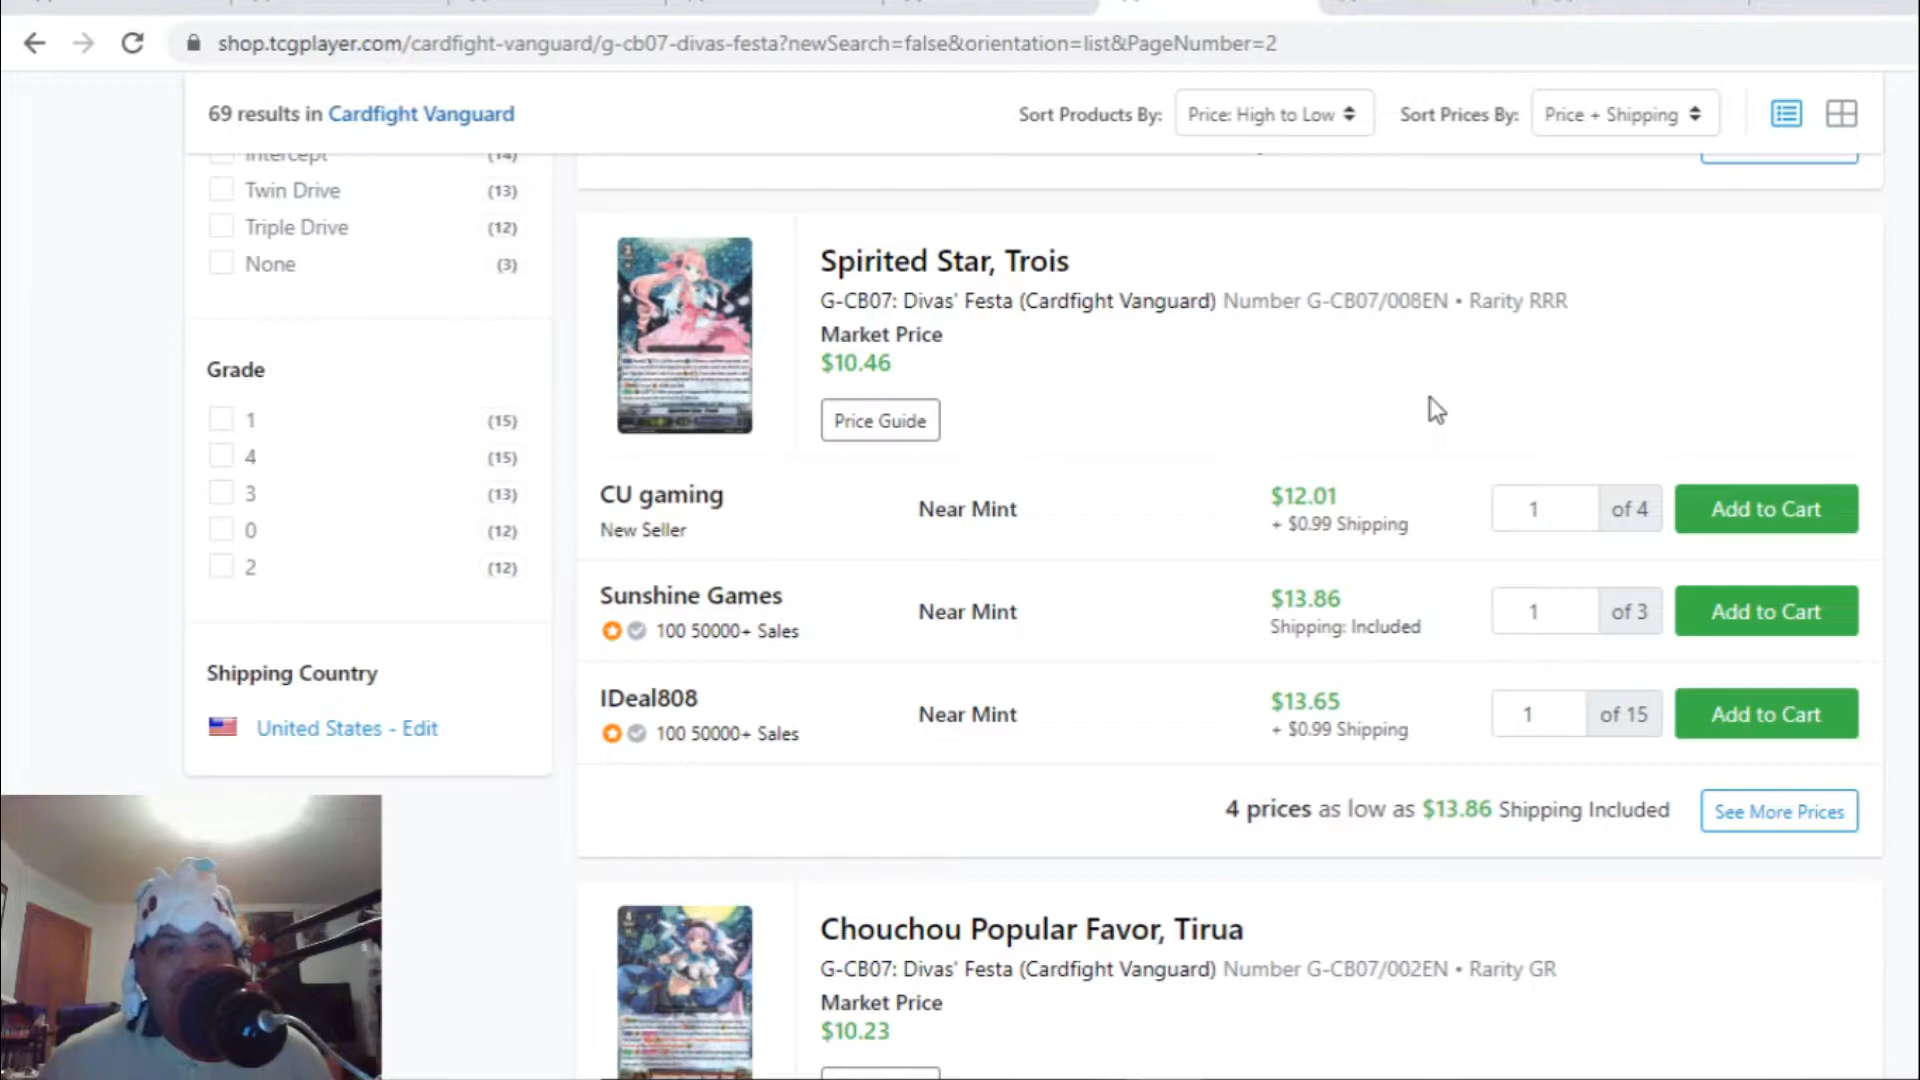 shop.tcgplayer.com/cardfight-vanguard/g-cb07-divas-festa?newSearch=false&orientation=list&PageNumber=2
69 results in Cardfight Vanguard
Sort Products By: Price: High to Low
Sort Prices By: Price + Shipping
Intercept (14)
Twin Drive (13)
Triple Drive (12)
None (3)
Grade
1 (15)
4 (15)
3 (13)
0 (12)
2 (12)
Shipping Country
United States - Edit
Spirited Star, Trois
G-CB07: Divas' Festa (Cardfight Vanguard) Number G-CB07/008EN • Rarity RRR
Market Price
$10.46
Price Guide
CU gaming
New Seller
Near Mint
$12.01
+ $0.99 Shipping
1 of 4
Add to Cart
Sunshine Games
100 50000+ Sales
Near Mint
$13.86
Shipping: Included
1 of 3
Add to Cart
IDeal808
100 50000+ Sales
Near Mint
$13.65
+ $0.99 Shipping
1 of 15
Add to Cart
4 prices as low as $13.86 Shipping Included
See More Prices
Chouchou Popular Favor, Tirua
G-CB07: Divas' Festa (Cardfight Vanguard) Number G-CB07/002EN • Rarity GR
Market Price
$10.23